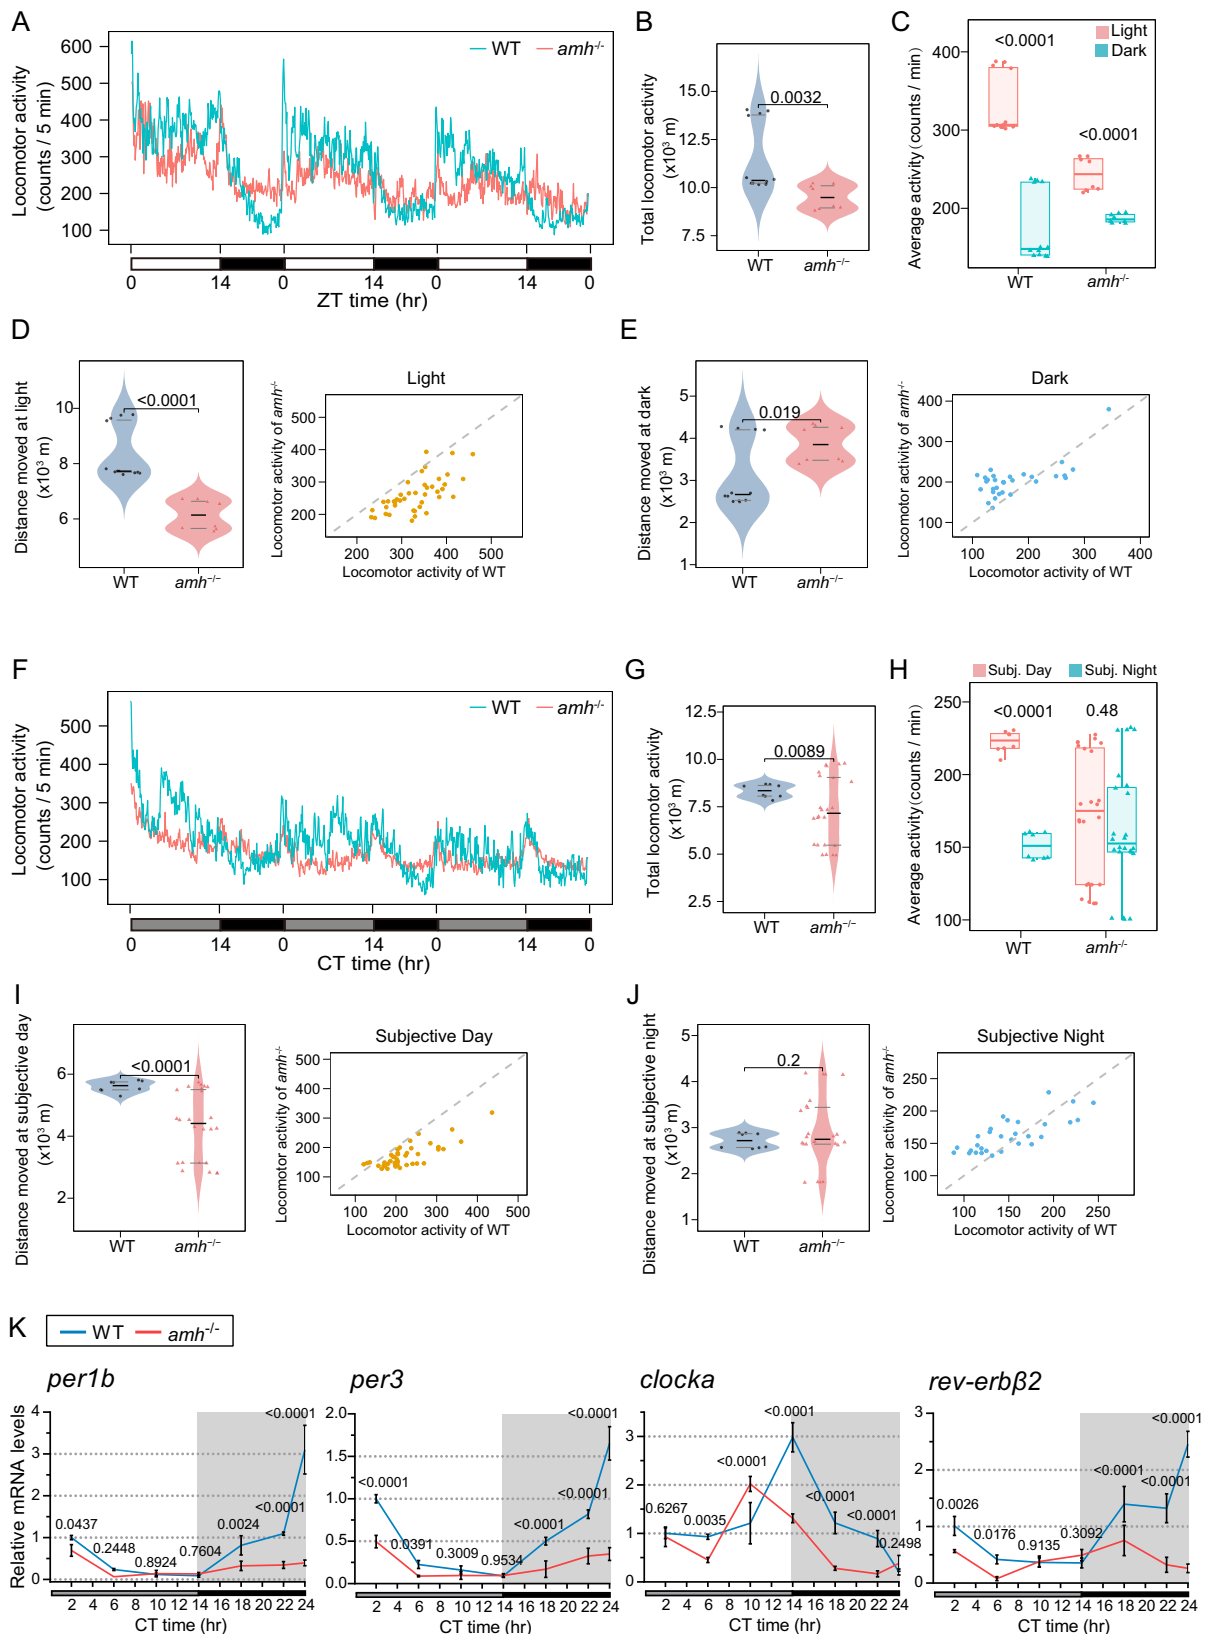 A
Locomotor activity
(counts / 5 min)
600
500
400
300
200
100
WT
amh-/-
0
14
0
14
0
14
0
ZT time (hr)
B
Total locomotor activity
(x10³ m)
15.0
12.5
10.0
7.5
0.0032
WT
amh−/−
C
Average activity (counts / min)
400
300
200
Light
Dark
<0.0001
<0.0001
WT
amh-/-
D
Distance moved at light
(x10³ m)
10
8
6
<0.0001
WT
amh−/−
Light
Locomotor activity of amh-/-
500
400
300
200
200
300
400
500
Locomotor activity of WT
E
Distance moved at dark
(x10³ m)
5
4
3
2
1
0.019
WT
amh−/−
Dark
Locomotor activity of amh-/-
400
300
200
100
100
200
300
400
Locomotor activity of WT
F
Locomotor activity
(counts / 5 min)
500
400
300
200
100
WT
amh-/-
0
14
0
14
0
14
0
CT time (hr)
G
Total locomotor activity
(x10³ m)
12.5
10.0
7.5
5.0
2.5
0.0089
WT
amh−/−
H
Subj. Day
Subj. Night
Average activity(counts / min)
250
200
150
100
<0.0001
0.48
WT
amh-/-
I
Distance moved at subjective day
(x10³ m)
6
4
2
<0.0001
WT
amh−/−
Subjective Day
Locomotor activity of amh-/-
500
400
300
200
100
100
200
300
400
500
Locomotor activity of WT
J
Distance moved at subjective night
(x10³ m)
5
4
3
2
1
0.2
WT
amh−/−
Subjective Night
Locomotor activity of amh-/-
250
200
150
100
100
150
200
250
Locomotor activity of WT
K
WT
amh-/-
per1b
Relative mRNA levels
4
3
2
1
0
0.0437
0.2448
0.8924
0.7604
0.0024
<0.0001
<0.0001
2 4 6 8 10 12 14 16 18 20 22 24
CT time (hr)
per3
2.0
1.5
1.0
0.5
0.0
<0.0001
0.0391
0.3009
0.9534
<0.0001
<0.0001
<0.0001
2 4 6 8 10 12 14 16 18 20 22 24
CT time (hr)
clocka
3
2
1
0
0.6267
0.0035
<0.0001
<0.0001
<0.0001
<0.0001
0.2498
2 4 6 8 10 12 14 16 18 20 22 24
CT time (hr)
rev-erbβ2
3
2
1
0
0.0026
0.0176
0.9135
0.3092
<0.0001
<0.0001
<0.0001
2 4 6 8 10 12 14 16 18 20 22 24
CT time (hr)